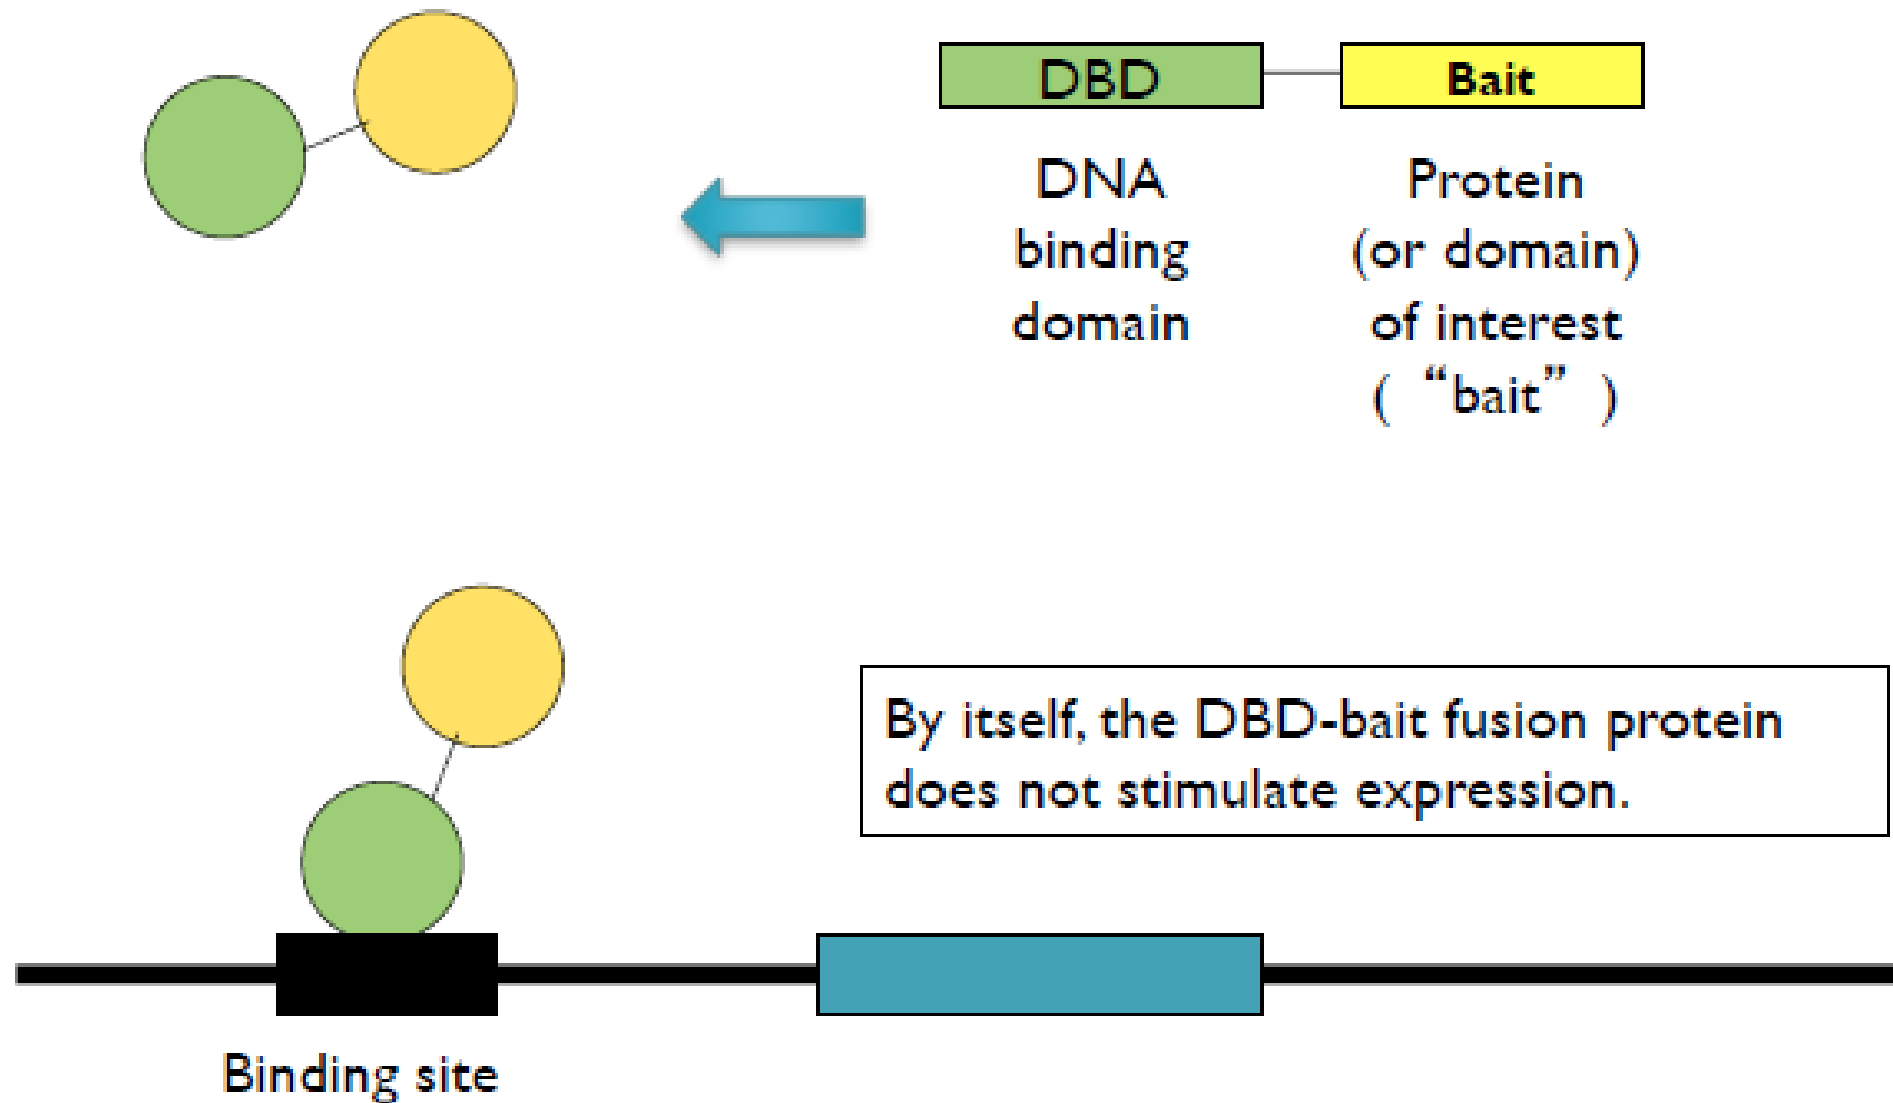 DBD
Bait
DNA
binding
domain
Protein
(or domain)
of interest
( “bait” )
By itself, the DBD-bait fusion protein
does not stimulate expression.
Binding site